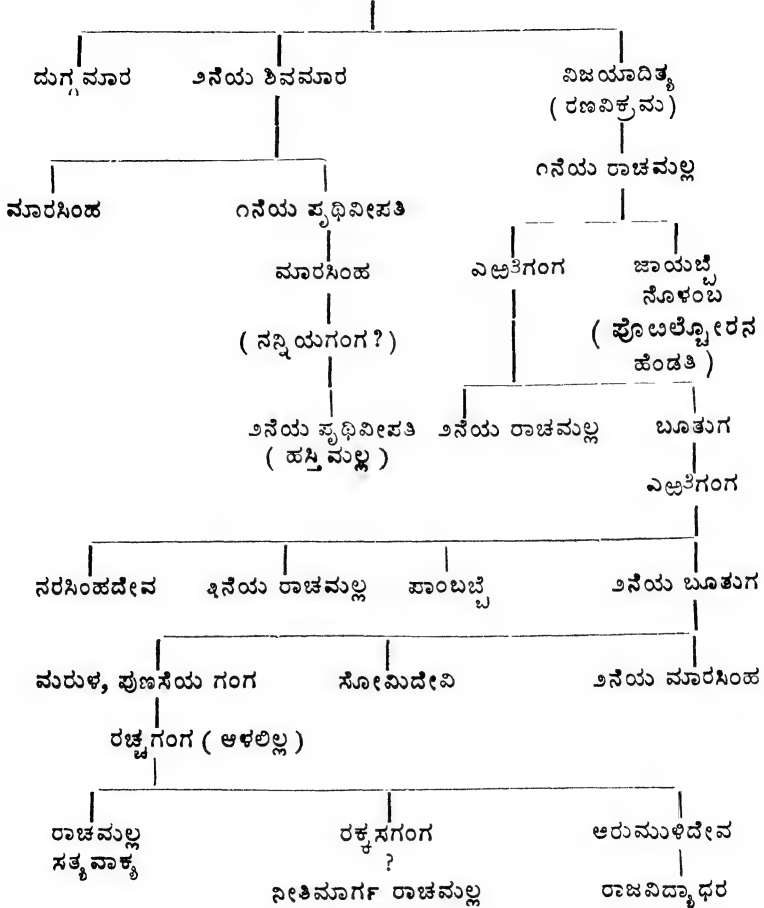 ದುಗ್ಗಮಾರ ೨ನೆಯ ಶಿವಮಾರ ವಿಜಯಾದಿತ್ಯ
( ರಣವಿಕ್ರಮ )
೧ನೆಯ ರಾಚಮಲ್ಲ
ಮಾರಸಿಂಹ ೧ನೆಯ ಪೃಥಿವೀಪತಿ
ಮಾರಸಿಂಹ ಎಱೆಗಂಗ ಜಾಯಬ್ಬೆ
ನೊಳಂಬ
( ನನ್ನಿಯಗಂಗ ? ) ( ಪೊೞಲ್ಚೋರನ
ಹೆಂಡತಿ )
೨ನೆಯ ಪೃಥಿವೀಪತಿ ೨ನೆಯ ರಾಚಮಲ್ಲ ಬೂತುಗ
( ಹಸ್ತಿಮಲ್ಲ )
ಎಱೆಗಂಗ
ನರಸಿಂಹದೇವ ೩ನೆಯ ರಾಚಮಲ್ಲ ಪಾಂಬಬ್ಬೆ ೨ನೆಯ ಬೂತುಗ
ಮರುಳ, ಪುಣಸೆಯ ಗಂಗ ಸೋಮಿದೇವಿ ೨ನೆಯ ಮಾರಸಿಂಹ
ರಚ್ಚಗಂಗ ( ಆಳಲಿಲ್ಲ )
ರಾಚಮಲ್ಲ ರಕ್ಕಸಗಂಗ ಅರುಮುಳಿದೇವ
ಸತ್ಯವಾಕ್ಯ ?
ನೀತಿಮಾರ್ಗ ರಾಚಮಲ್ಲ ರಾಜವಿದ್ಯಾಧರ